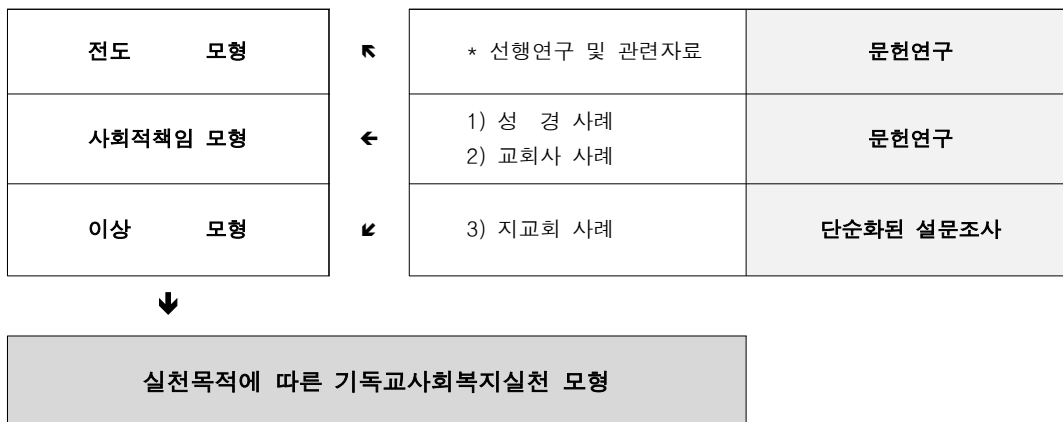 전도 모형
↖
* 선행연구 및 관련자료
문헌연구
사회적책임 모형
←
1) 성 경 사례
2) 교회사 사례
문헌연구
이상 모형
↙
3) 지교회 사례
단순화된 설문조사
↓
실천목적에 따른 기독교사회복지실천 모형